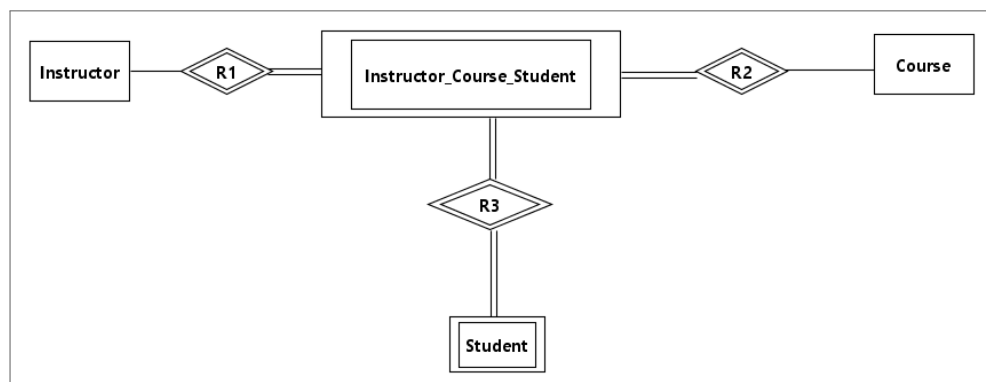 Instructor
R1
Instructor_Course_Student
R2
Course
R3
Student